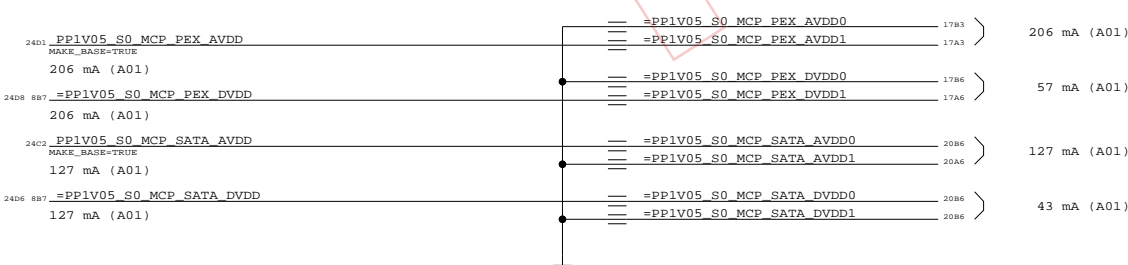 =PP1V05_S0_MCP_PEX_AVDD0 17B3
24D1 PP1V05_S0_MCP_PEX_AVDD =PP1V05_S0_MCP_PEX_AVDD1 17A3 206 mA (A01)
MAKE_BASE=TRUE
206 mA (A01)
=PP1V05_S0_MCP_PEX_DVDD0 17B6
24D8 8B7 =PP1V05_S0_MCP_PEX_DVDD =PP1V05_S0_MCP_PEX_DVDD1 17A6 57 mA (A01)
206 mA (A01)
24C2 PP1V05_S0_MCP_SATA_AVDD =PP1V05_S0_MCP_SATA_AVDD0 20B6
MAKE_BASE=TRUE =PP1V05_S0_MCP_SATA_AVDD1 20A6 127 mA (A01)
127 mA (A01)
24D6 8B7 =PP1V05_S0_MCP_SATA_DVDD =PP1V05_S0_MCP_SATA_DVDD0 20B6
127 mA (A01) =PP1V05_S0_MCP_SATA_DVDD1 20B6 43 mA (A01)